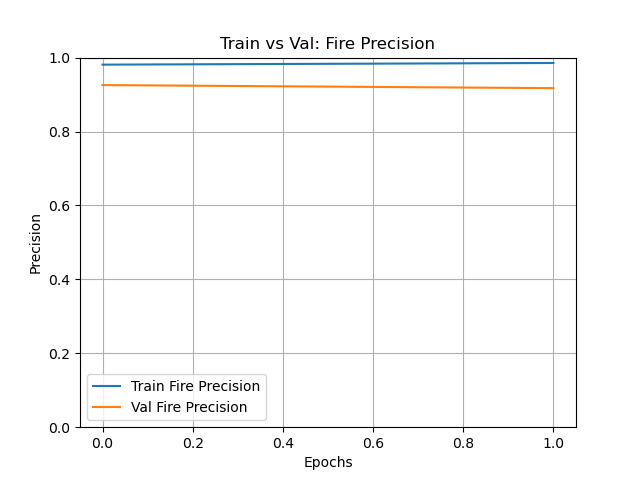 Train vs Val: Fire Precision
1.0
0.8
0.6
0.4
0.2
0.0
Precision
Train Fire Precision
Val Fire Precision
0.0 0.2 0.4 0.6 0.8 1.0
Epochs